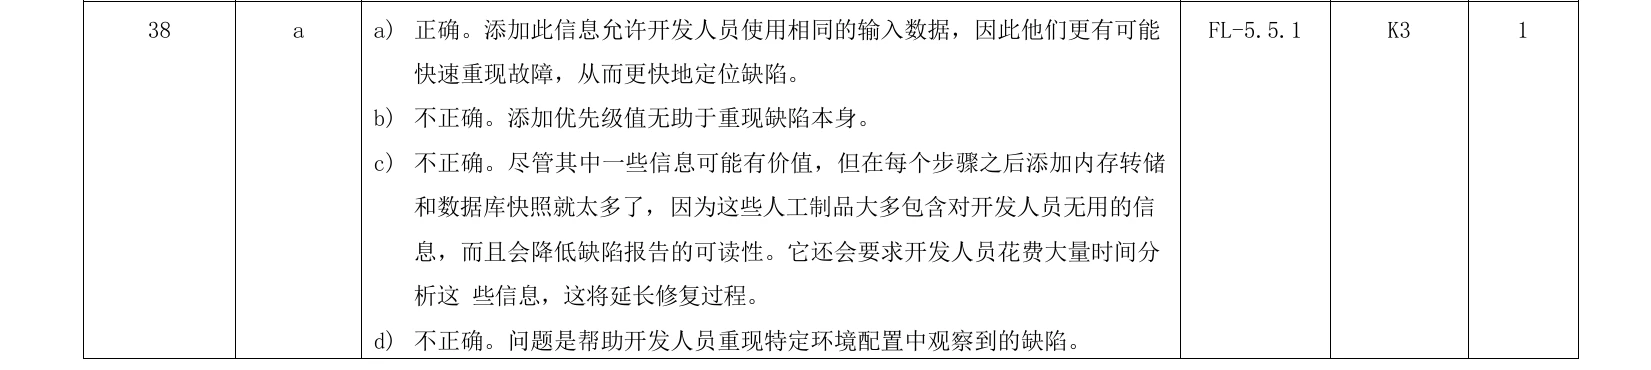 38 a a) 正确。添加此信息允许开发人员使用相同的输入数据，因此他们更有可能 FL-5.5.1 K3 1
快速重现故障，从而更快地定位缺陷。
b) 不正确。添加优先级值无助于重现缺陷本身。
c) 不正确。尽管其中一些信息可能有价值，但在每个步骤之后添加内存转储
和数据库快照就太多了，因为这些人工制品大多包含对开发人员无用的信
息，而且会降低缺陷报告的可读性。它还会要求开发人员花费大量时间分
析这 些信息，这将延长修复过程。
d) 不正确。问题是帮助开发人员重现特定环境配置中观察到的缺陷。